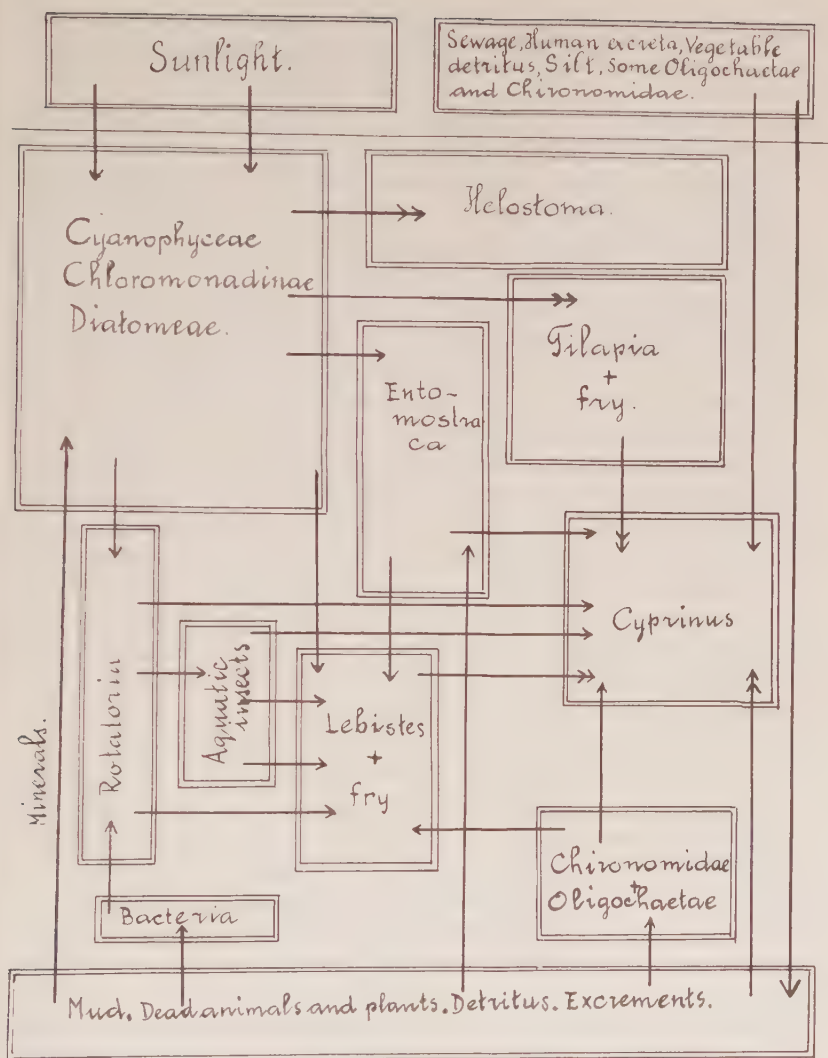 Sunlight.
Sewage, Human excreta, Vegetable
detritus, Silt, Some Oligochaetae
and Chironomidae.
Cyanophyceae
Chloromonadinae
Diatomeae.
Helostoma.
Tilapia
+
fry.
Ento-
mostra
ca
Cyprinus
Rotatoria
Aquatic
insects
Lebistes
+
fry
Minerals.
Chironomidae
+
Oligochaetae
Bacteria
Mud. Dead animals and plants. Detritus. Excrements.